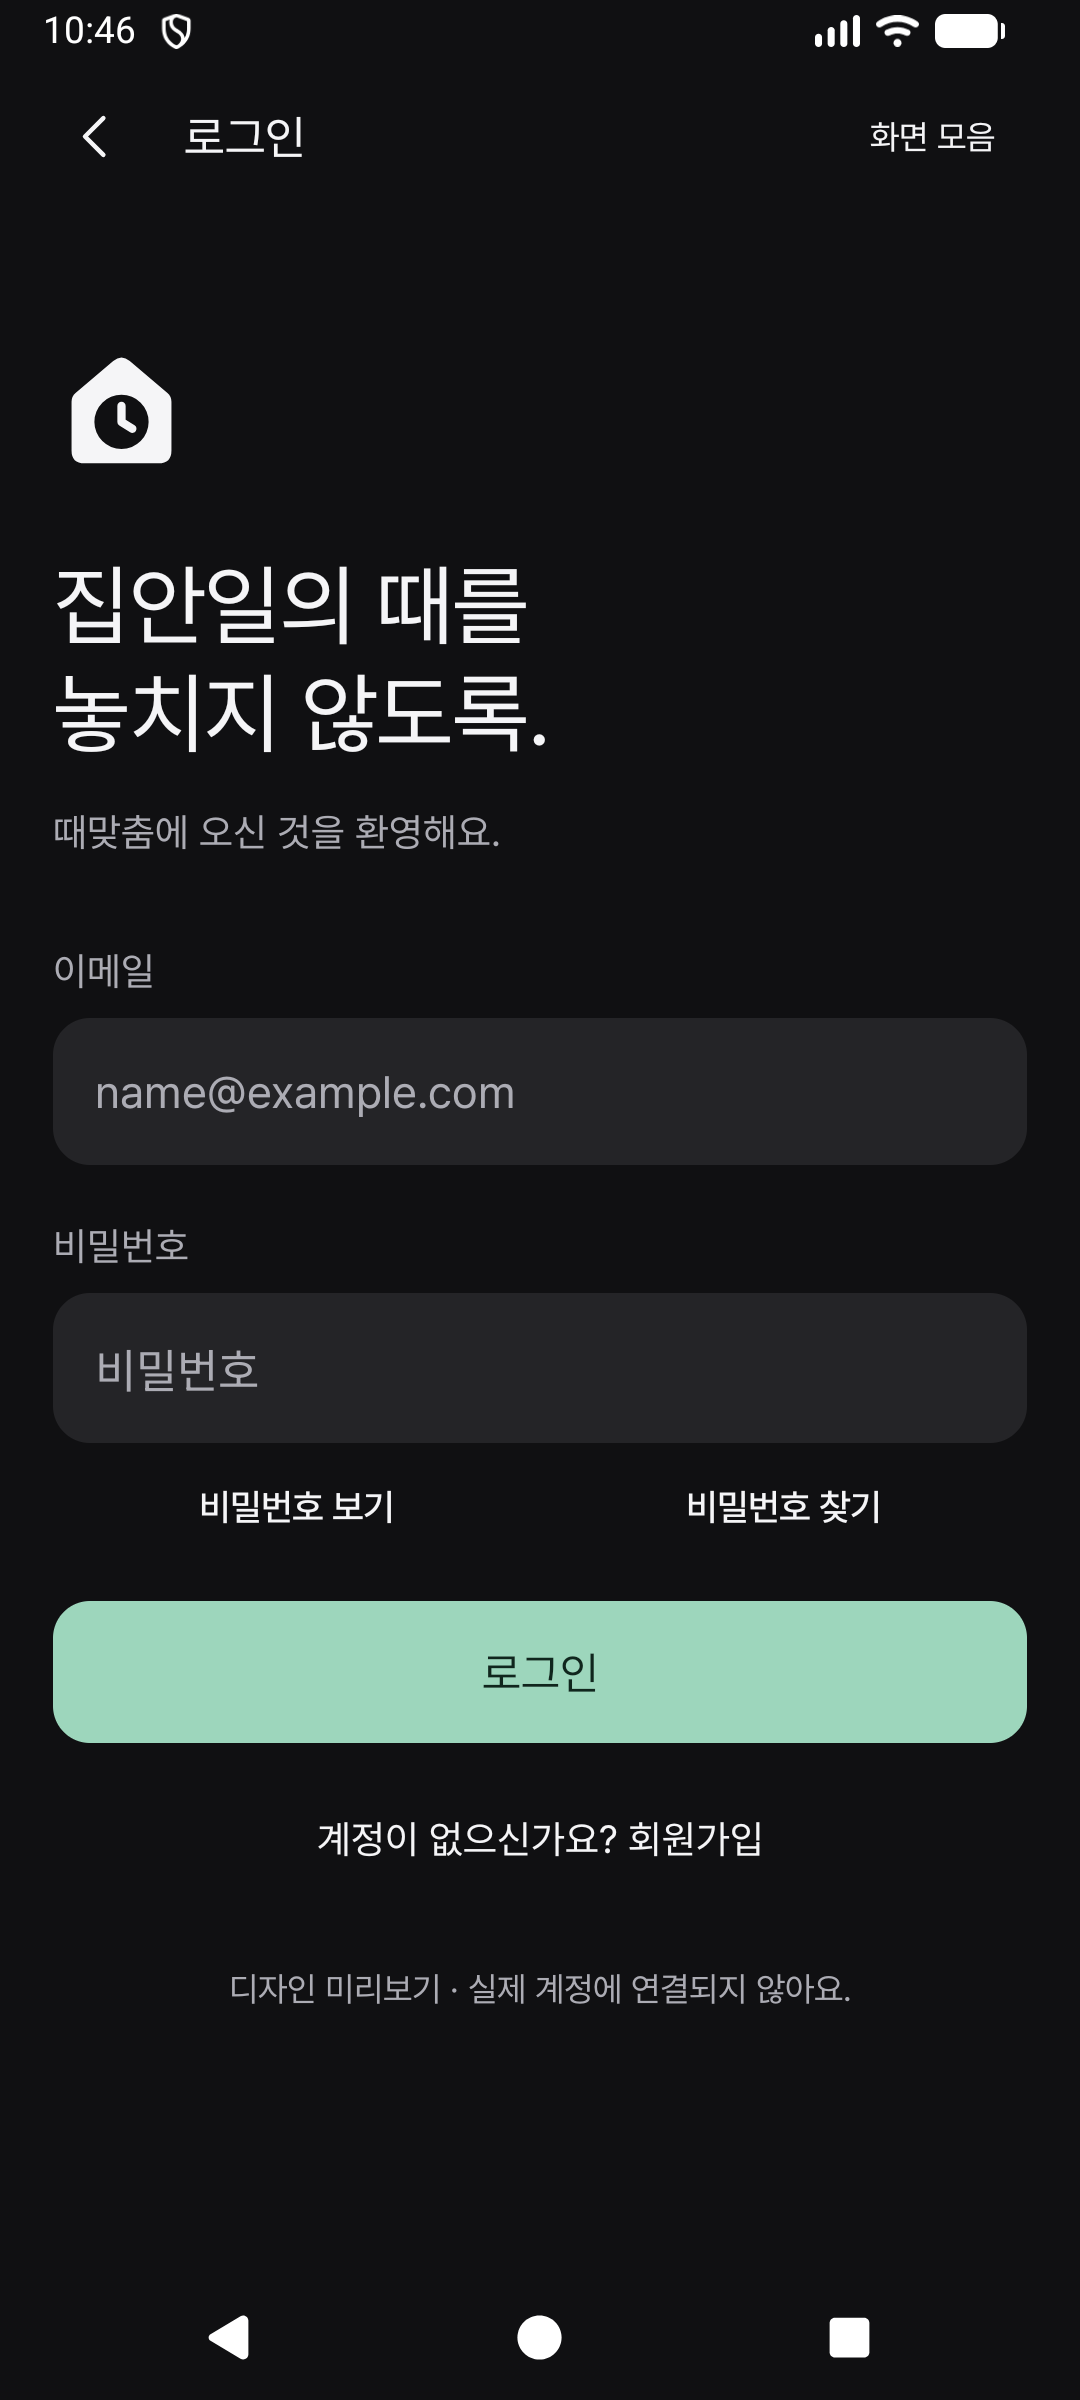 10:46
로그인
화면 모음
집안일의 때를
놓치지 않도록.
때맞춤에 오신 것을 환영해요.
이메일
name@example.com
비밀번호
비밀번호
비밀번호 보기
비밀번호 찾기
로그인
계정이 없으신가요? 회원가입
디자인 미리보기 · 실제 계정에 연결되지 않아요.